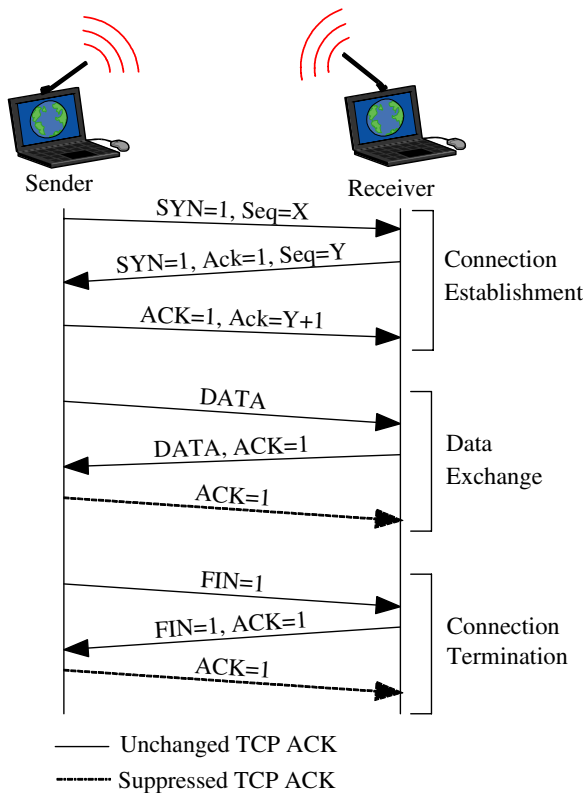 Sender
Receiver
SYN=1, Seq=X
SYN=1, Ack=1, Seq=Y
ACK=1, Ack=Y+1
Connection
Establishment
DATA
DATA, ACK=1
ACK=1
Data
Exchange
FIN=1
FIN=1, ACK=1
ACK=1
Connection
Termination
Unchanged TCP ACK
Suppressed TCP ACK